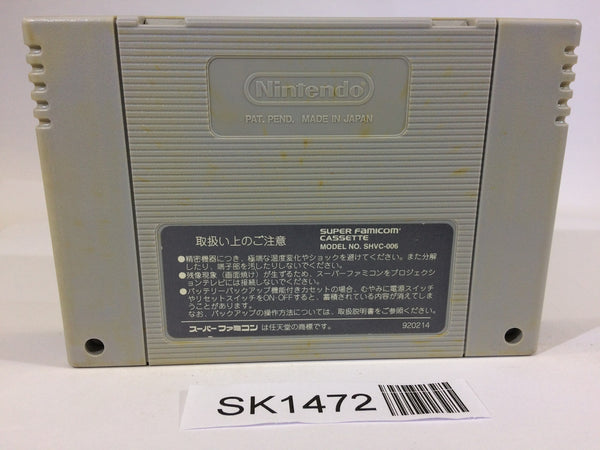 Nintendo
PAT. PEND. MADE IN JAPAN
取扱い上のご注意
SUPER FAMICOM
CASSETTE
MODEL NO. SHVC-006
●精密機器につき、極端な温度変化やショックを避けてください。また分解
したり、端子部を汚したりしないでください。
●残像現象（画面焼け）が生ずるため、スーパーファミコンをプロジェクシ
ョンテレビには接続しないでください。
●バッテリーバックアップ機能付きカセットの場合、むやみに電源スイッチ
やリセットスイッチをON・OFFすると、蓄積されている内容が消えてしま
うことがあります。
なお、バックアップの操作方法については、取扱説明書をご参照ください。
スーパーファミコン は任天堂の商標です。
920214
SK1472